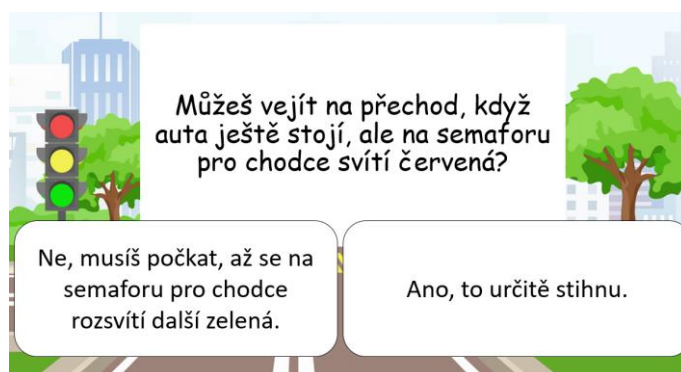 Můžeš vejít na přechod, když
auta ještě stojí, ale na semaforu
pro chodce svítí červená?
Ne, musíš počkat, až se na
semaforu pro chodce
rozsvítí další zelená.
Ano, to určitě stihnu.